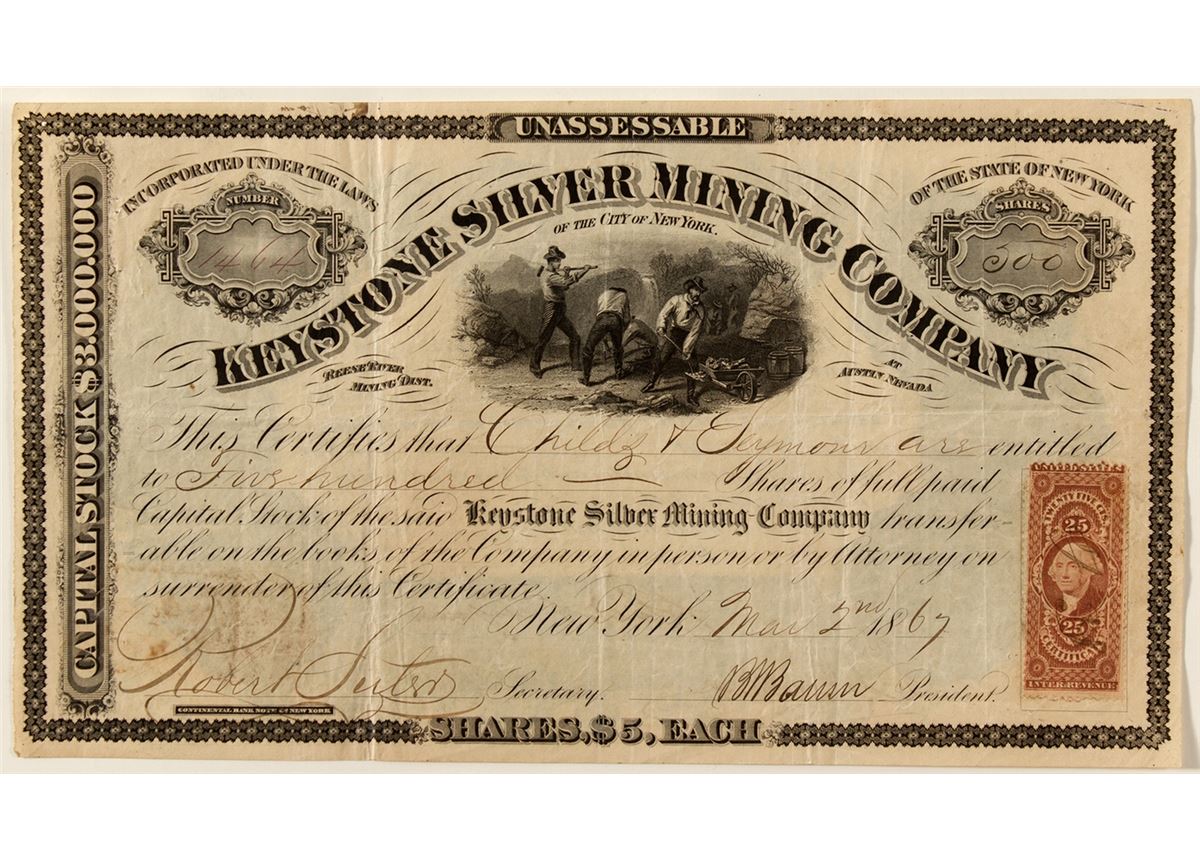 UNASSESSABLE
INCORPORATED UNDER THE LAWS
OF THE STATE OF NEW YORK
NUMBER
1464
SHARES
500
KEYSTONE SILVER MINING COMPANY
OF THE CITY OF NEW YORK.
REESE RIVER
MINING DIST.
AT
AUSTIN NEVADA
CAPITAL STOCK $3.000.000
This Certifies that Childs & Seymour are entitled
to Five hundred Shares of full paid
Capital Stock of the said Keystone Silver Mining Company transfer-
able on the books of the Company in person or by Attorney on
surrender of this Certificate.
New York Mar 2nd 1867
Robert Secretary.
President
CONTINENTAL BANK NOTE CO NEW YORK
SHARES, $5, EACH
TWENTY FIVE CTS.
25
25
CERTIFICATE
INTER. REVENUE